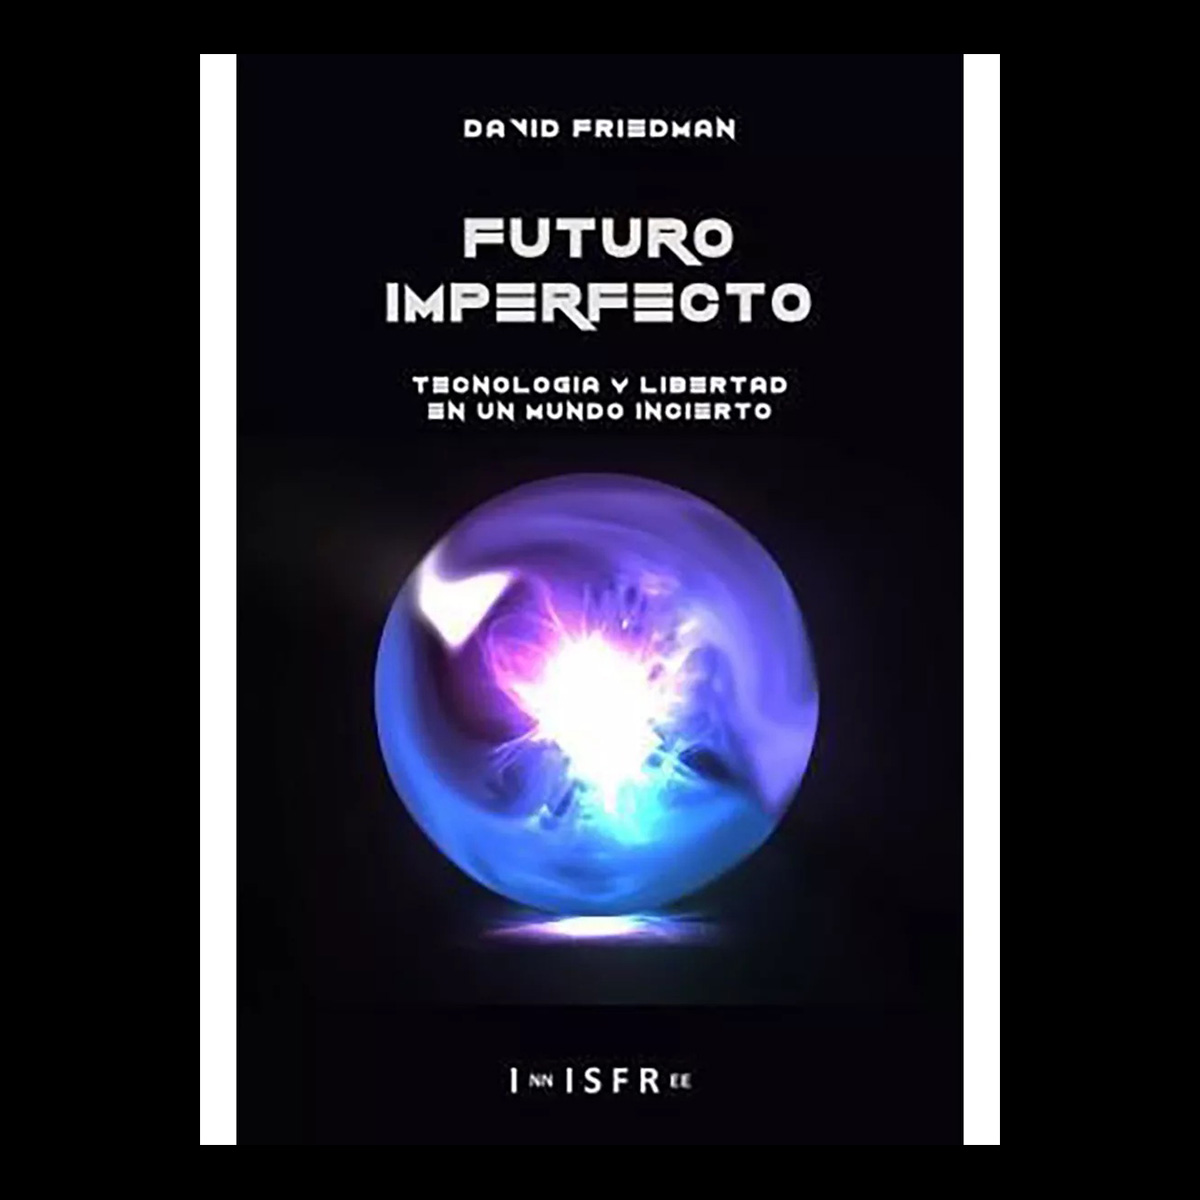 DAVID FRIEDMAN
FUTURO
IMPERFECTO
TECNOLOGIA Y LIBERTAD
EN UN MUNDO INCIERTO
INNISFREE